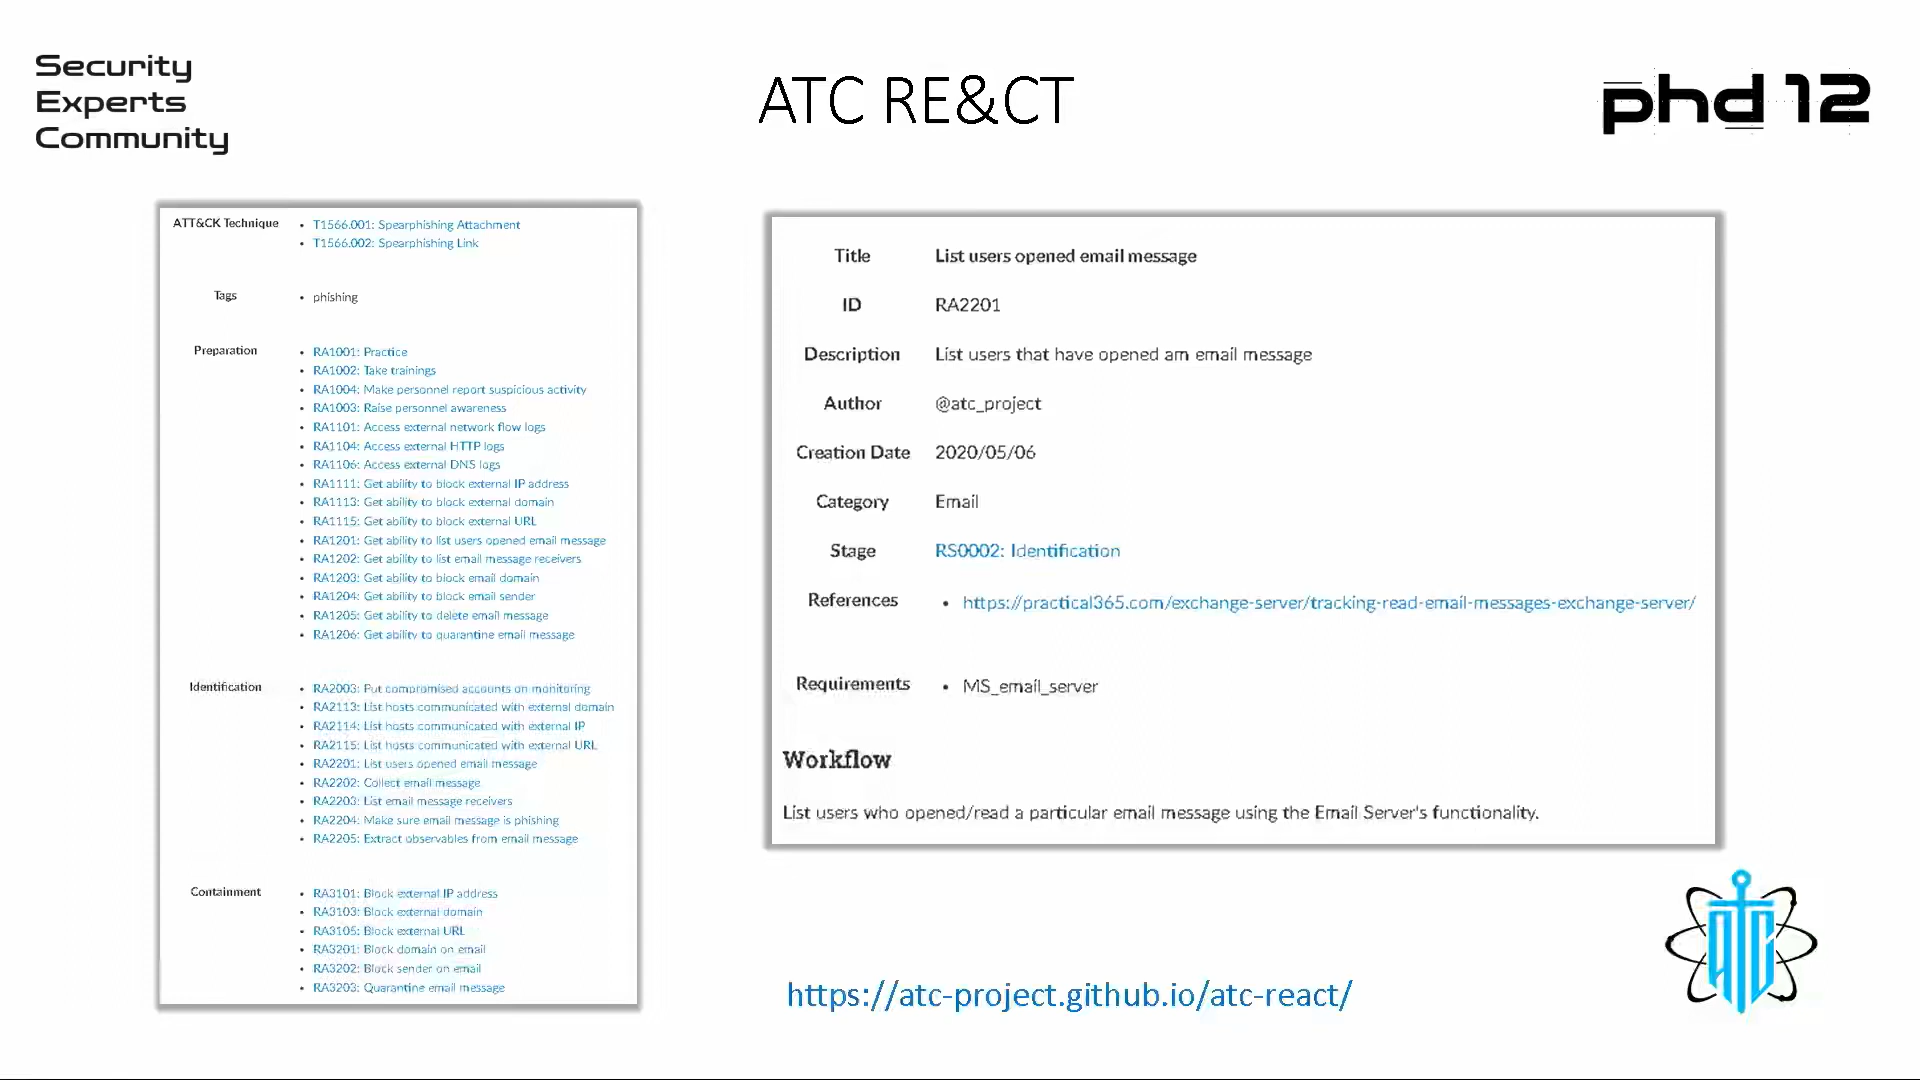 Security
Experts
Community
ATC RE&CT
phd 12
ATT&CK Technique
• T1566.001: Spearphishing Attachment
• T1566.002: Spearphishing Link
Tags
• phishing
Preparation
• RA1001: Practice
• RA1002: Take trainings
• RA1004: Make personnel report suspicious activity
• RA1003: Raise personnel awareness
• RA1101: Access external network flow logs
• RA1104: Access external HTTP logs
• RA1106: Access external DNS logs
• RA1111: Get ability to block external IP address
• RA1113: Get ability to block external domain
• RA1115: Get ability to block external URL
• RA1201: Get ability to list users opened email message
• RA1202: Get ability to list email message receivers
• RA1203: Get ability to block email domain
• RA1204: Get ability to block email sender
• RA1205: Get ability to delete email message
• RA1206: Get ability to quarantine email message
Identification
• RA2003: Put compromised accounts on monitoring
• RA2113: List hosts communicated with external domain
• RA2114: List hosts communicated with external IP
• RA2115: List hosts communicated with external URL
• RA2201: List users opened email message
• RA2202: Collect email message
• RA2203: List email message receivers
• RA2204: Make sure email message is phishing
• RA2205: Extract observables from email message
Containment
• RA3101: Block external IP address
• RA3103: Block external domain
• RA3105: Block external URL
• RA3201: Block domain on email
• RA3202: Block sender on email
• RA3203: Quarantine email message
Title List users opened email message
ID RA2201
Description List users that have opened am email message
Author @atc_project
Creation Date 2020/05/06
Category Email
Stage RS0002: Identification
References • https://practical365.com/exchange-server/tracking-read-email-messages-exchange-server/
Requirements • MS_email_server
Workflow
List users who opened/read a particular email message using the Email Server's functionality.
ATC
https://atc-project.github.io/atc-react/